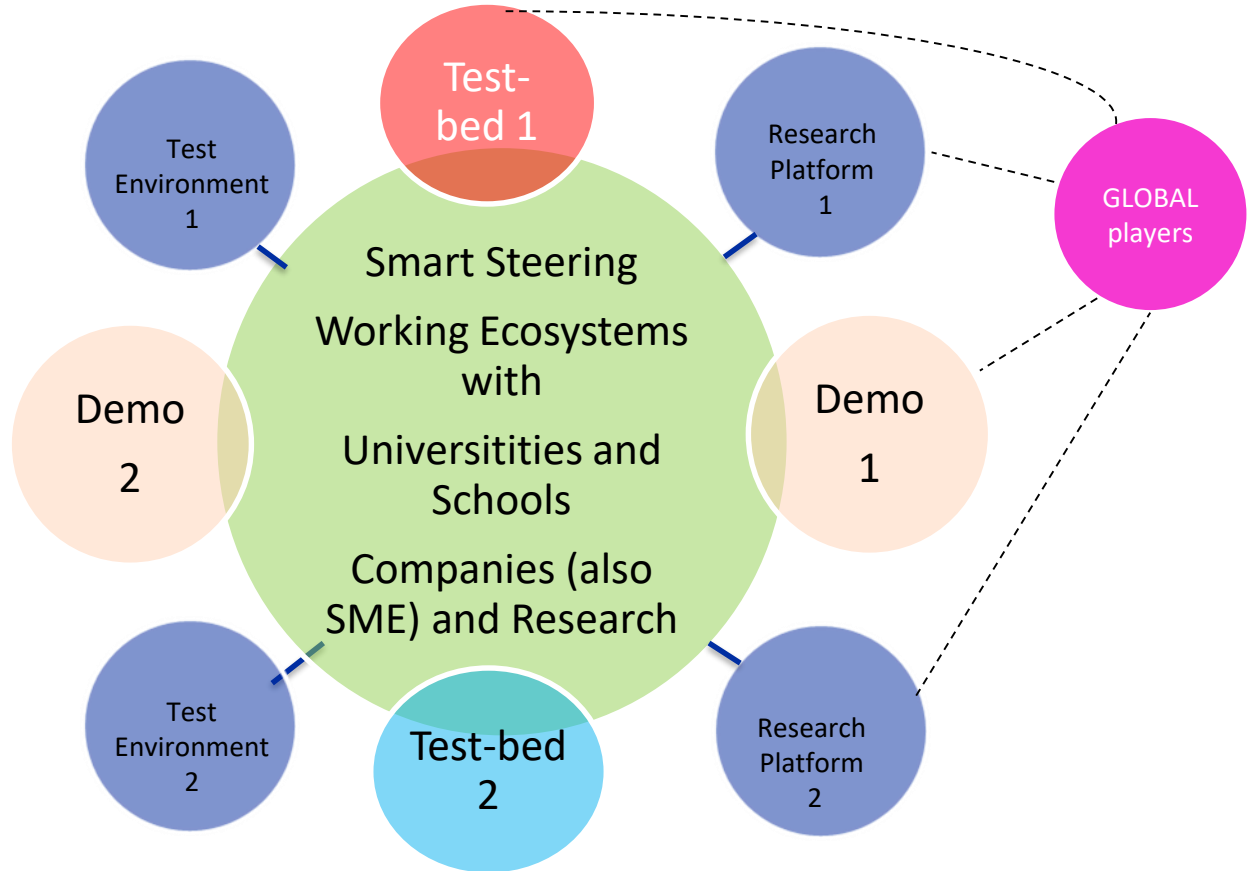 Test-
bed 1
Test
Environment
1
Research
Platform
1
GLOBAL
players
Smart Steering
Working Ecosystems
with
Universitities and
Schools
Companies (also
SME) and Research
Demo
2
Demo
1
Test
Environment
2
Test-bed
2
Research
Platform
2